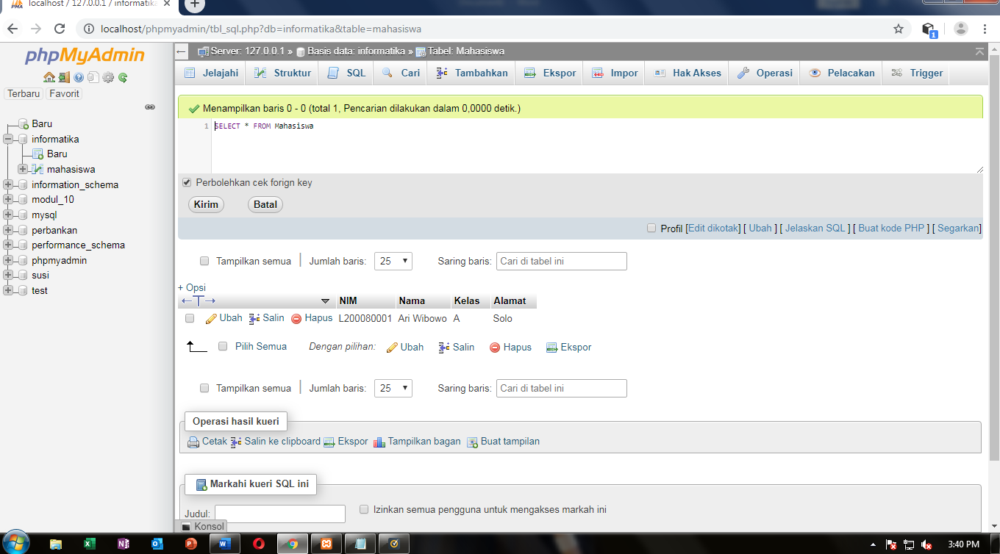 localhost / 127.0.0.1 / informatika
localhost/phpmyadmin/tbl_sql.php?db=informatika&table=mahasiswa
1
phpMyAdmin
Terbaru Favorit
Baru
informatika
Baru
mahasiswa
information_schema
modul_10
mysql
perbankan
performance_schema
phpmyadmin
susi
test
Server: 127.0.0.1 » Basis data: informatika » Tabel: Mahasiswa
Jelajahi Struktur SQL Cari Tambahkan Ekspor Impor Hak Akses Operasi Pelacakan Trigger
Menampilkan baris 0 - 0 (total 1, Pencarian dilakukan dalam 0,0000 detik.)
1 SELECT * FROM Mahasiswa
Perbolehkan cek forign key
Kirim Batal
Profil [Edit dikotak] [ Ubah ] [ Jelaskan SQL ] [ Buat kode PHP ] [ Segarkan]
Tampilkan semua Jumlah baris: 25 Saring baris: Cari di tabel ini
+ Opsi
NIM Nama Kelas Alamat
Ubah Salin Hapus L200080001 Ari Wibowo A Solo
Pilih Semua Dengan pilihan: Ubah Salin Hapus Ekspor
Tampilkan semua Jumlah baris: 25 Saring baris: Cari di tabel ini
Operasi hasil kueri
Cetak Salin ke clipboard Ekspor Tampilkan bagan Buat tampilan
Markahi kueri SQL ini
Judul: Izinkan semua pengguna untuk mengakses markah ini
Konsol
3:40 PM